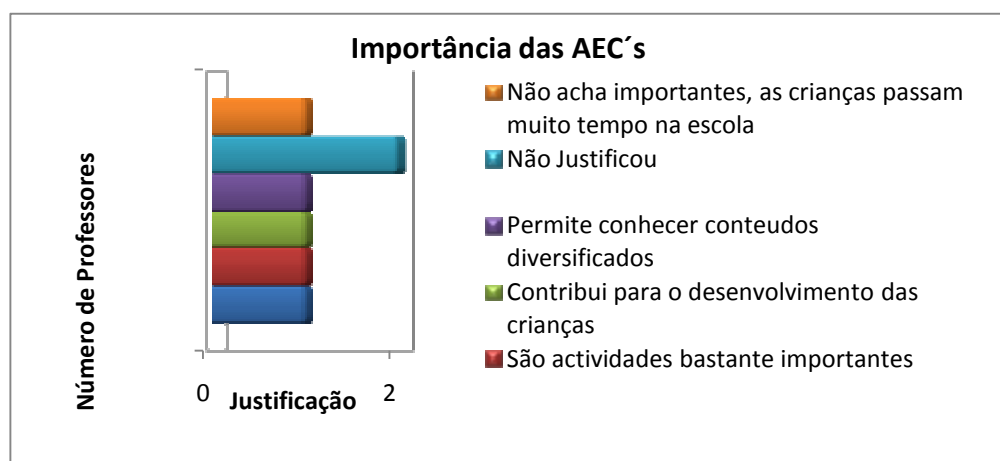 Importância das AEC´s
Não acha importantes, as crianças passam
muito tempo na escola
Não Justificou
Permite conhecer conteudos
diversificados
Contribui para o desenvolvimento das
crianças
São actividades bastante importantes
Número de Professores
0
2
Justificação